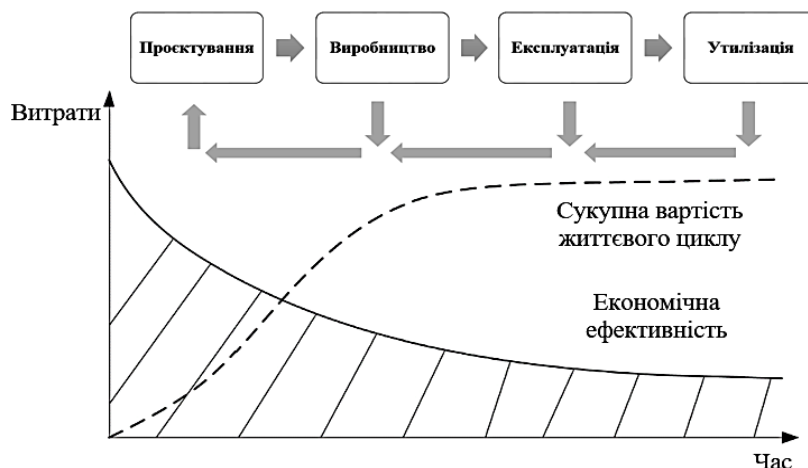 Проєктування
Виробництво
Експлуатація
Утилізація
Витрати
Сукупна вартість
життєвого циклу
Економічна
ефективність
Час